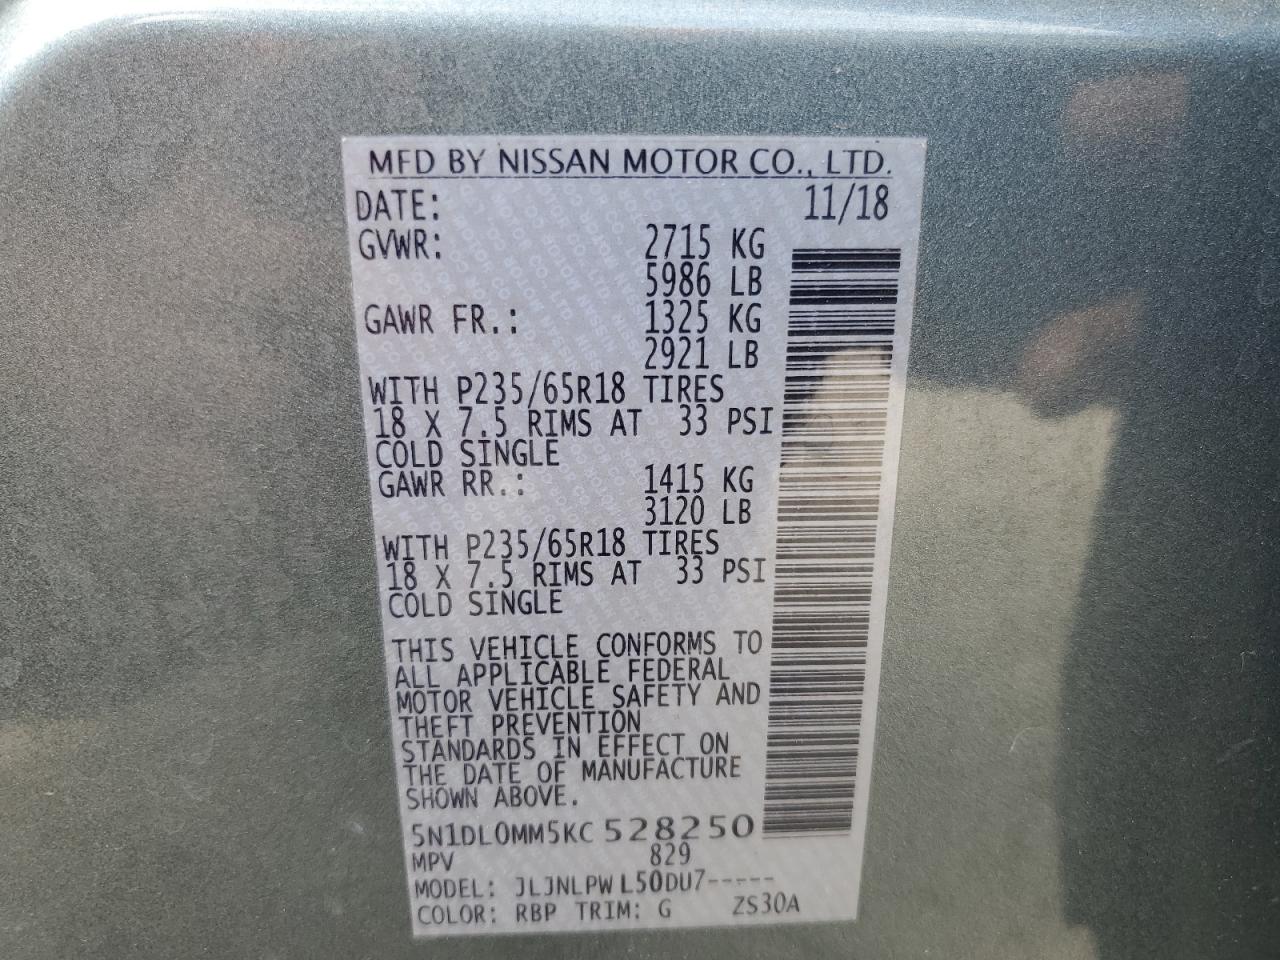 MFD BY NISSAN MOTOR CO., LTD.
DATE: 11/18
GVWR: 2715 KG
5986 LB
GAWR FR.: 1325 KG
2921 LB
WITH P235/65R18 TIRES
18 X 7.5 RIMS AT 33 PSI
COLD SINGLE
GAWR RR.: 1415 KG
3120 LB
WITH P235/65R18 TIRES
18 X 7.5 RIMS AT 33 PSI
COLD SINGLE
THIS VEHICLE CONFORMS TO
ALL APPLICABLE FEDERAL
MOTOR VEHICLE SAFETY AND
THEFT PREVENTION
STANDARDS IN EFFECT ON
THE DATE OF MANUFACTURE
SHOWN ABOVE.
5N1DL0MM5KC528250
MPV 829
MODEL: JLJNLPW L50DU7-----
COLOR: RBP TRIM: G ZS30A